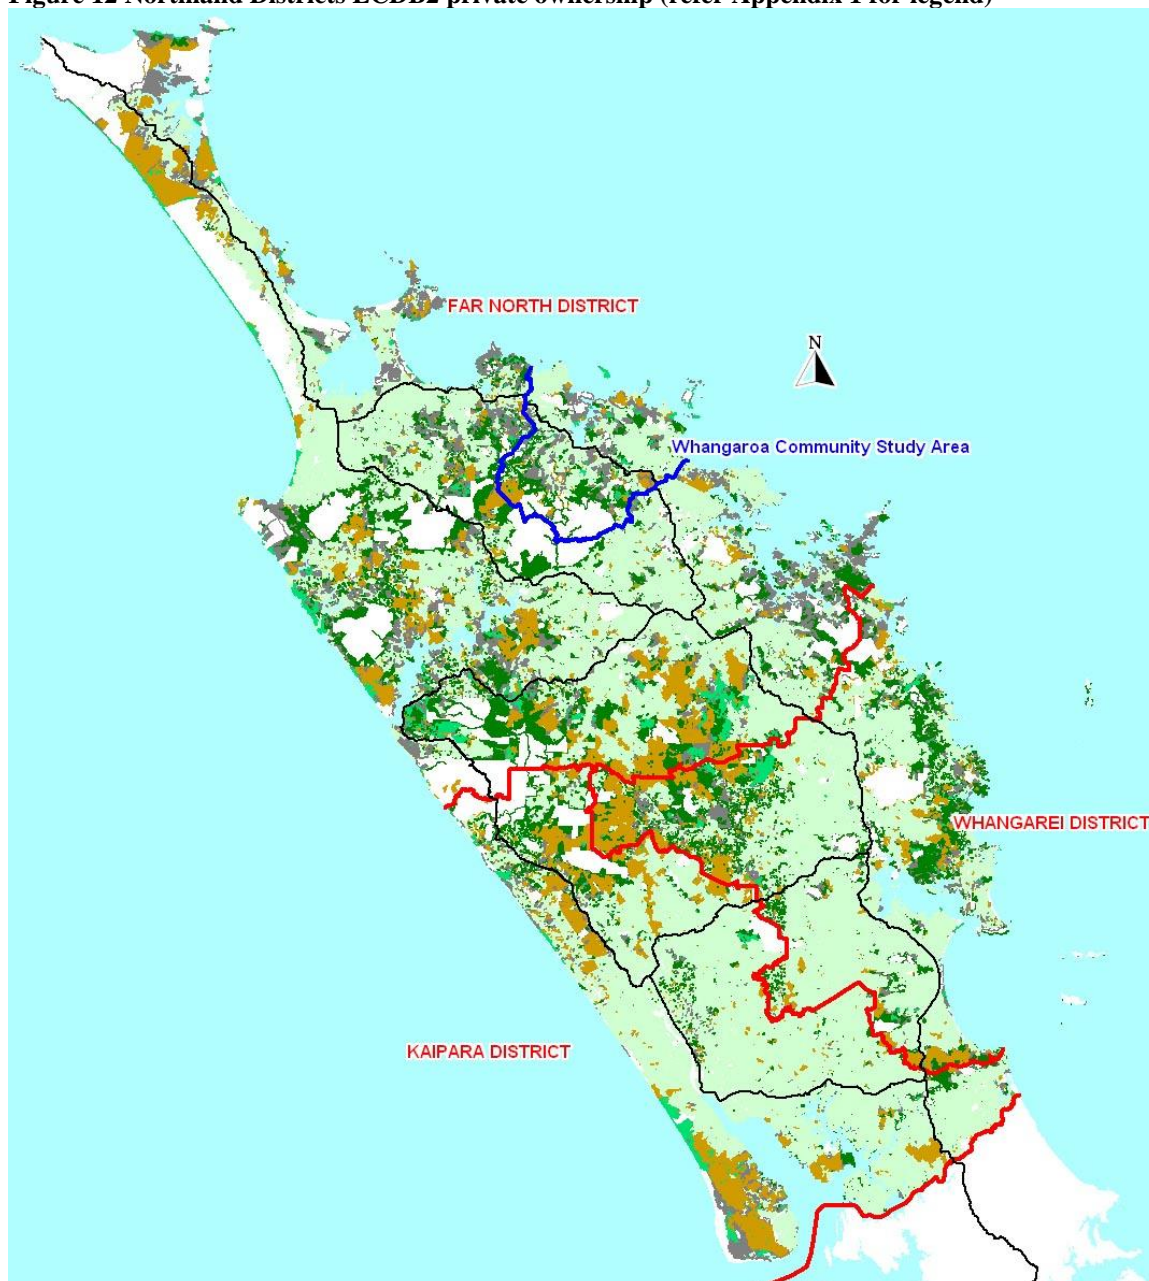 Figure 12 Northland Districts LCDB2 private ownership (refer Appendix 1 for legend)
FAR NORTH DISTRICT
N
Whangaroa Community Study Area
WHANGAREI DISTRICT
KAIPARA DISTRICT